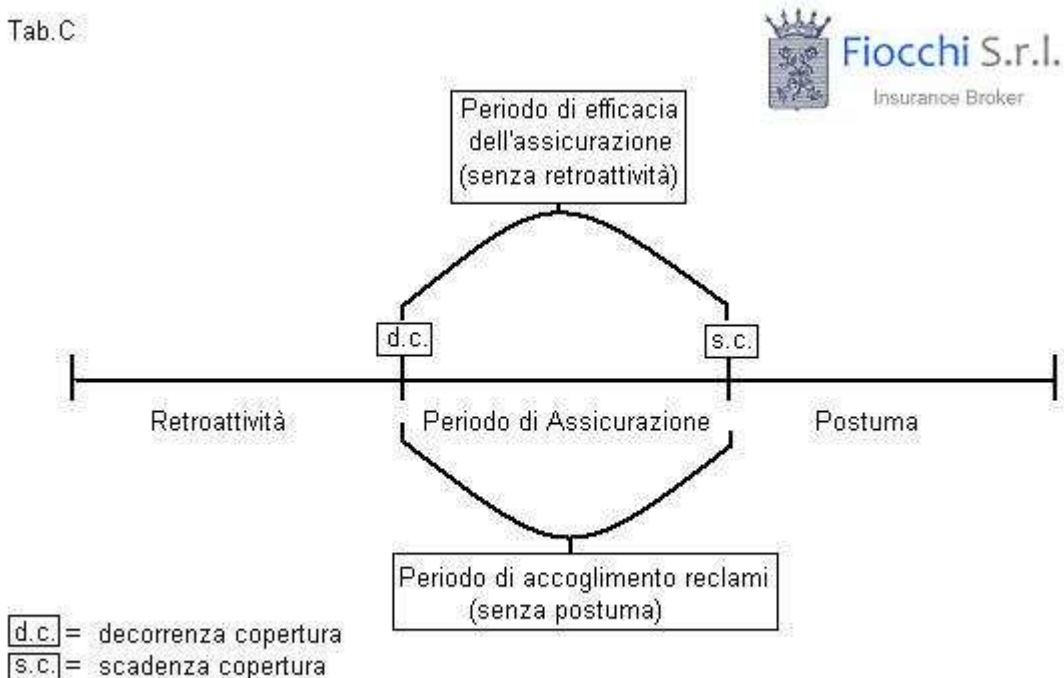 Tab.C
Fiocchi S.r.l.
Insurance Broker
Periodo di efficacia
dell'assicurazione
(senza retroattività)
d.c.
s.c.
Retroattività
Periodo di Assicurazione
Postuma
Periodo di accoglimento reclami
(senza postuma)
d.c. = decorrenza copertura
s.c. = scadenza copertura